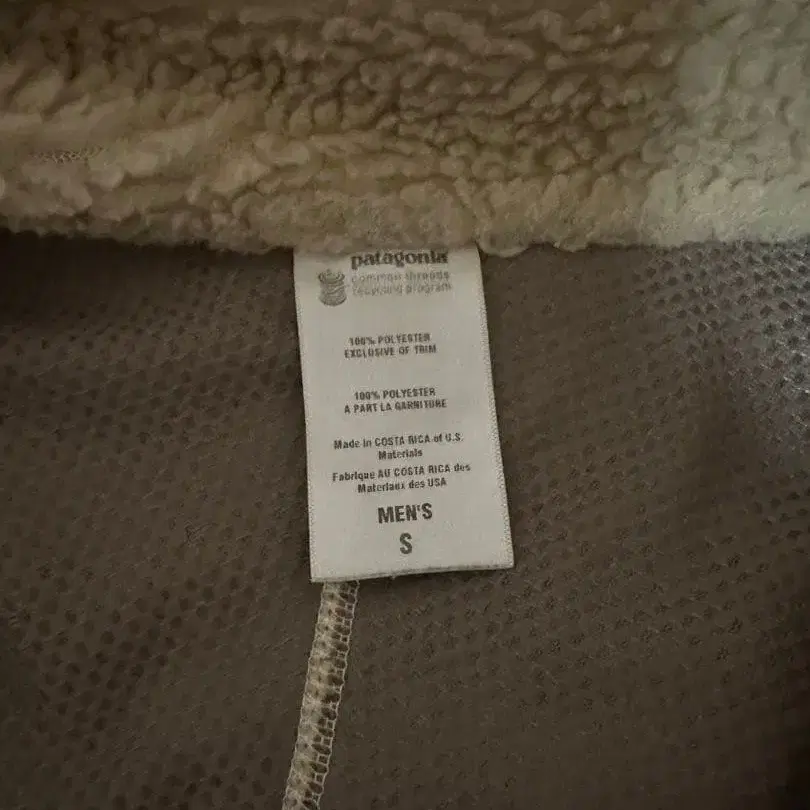 patagonia
common threads
recycling program
100% POLYESTER
EXCLUSIVE OF TRIM
100% POLYESTER
A PART LA GARNITURE
Made in COSTA RICA of U.S.
Materials
Fabrique AU COSTA RICA des
Materiaux des USA
MEN'S
S